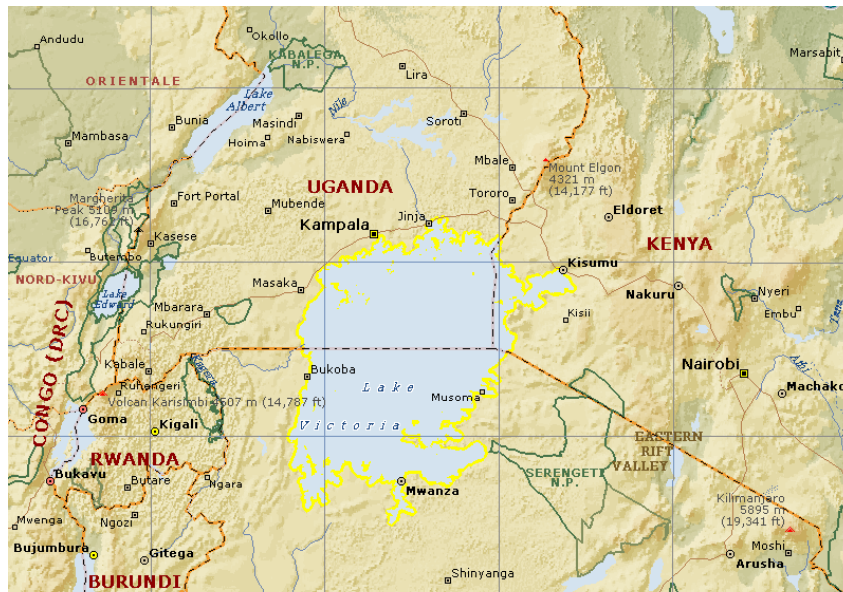 Andudu
Okollo
KABALEGA
N.P.
Lira
Marsabit
ORIENTALE
Lake
Albert
Nile
Bunia
Masindi
Soroti
Mambasa
Hoima
Nabiswera
Mbale
Mount Elgon
4321 m
(14,177 ft)
Margherita
Peak 5109 m
(16,762 ft)
Fort Portal
UGANDA
Mubende
Tororo
Eldoret
Kampala
Jinja
Kasese
KENYA
Equator
Butembo
Kisumu
NORD-KIVU
Lake
Edward
Masaka
Nakuru
Nyeri
Mbarara
Embu
Tana
Rukungiri
Kisii
CONGO (DRC)
Kabale
Kagera
Bukoba
Nairobi
Athi
Ruhengeri
Lake
Musoma
Machako
Volcan Karisimbi 4507 m (14,787 ft)
Goma
Kigali
Victoria
EASTERN
RIFT
VALLEY
RWANDA
SERENGETI
N.P.
Bukavu
Butare
Ngara
Mwanza
Kilimanjaro
5895 m
(19,341 ft)
Mwenga
Ngozi
Bujumbura
Gitega
Moshi
Arusha
BURUNDI
Shinyanga